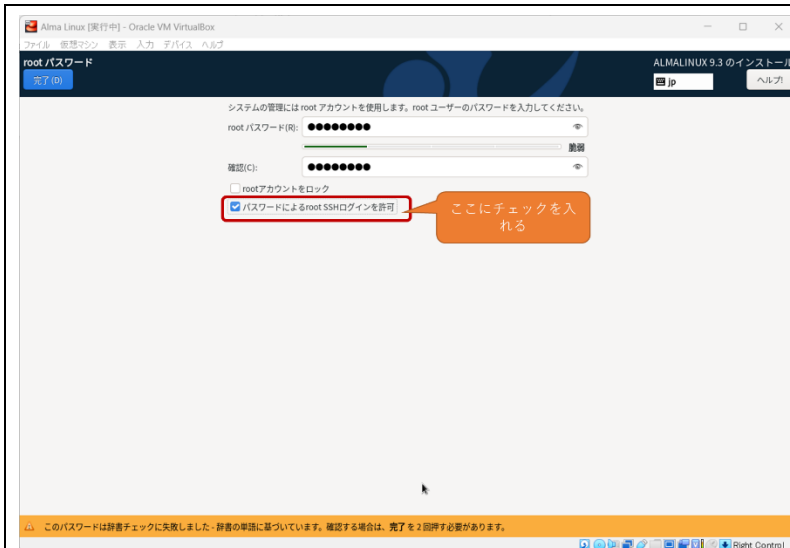 Alma Linux [実行中] - Oracle VM VirtualBox
ファイル 仮想マシン 表示 入力 デバイス ヘルプ
root パスワード
ALMALINUX 9.3 のインストール
完了(D)
jp
ヘルプ!
システムの管理には root アカウントを使用します。root ユーザーのパスワードを入力してください。
root パスワード(R): ●●●●●●●●
脆弱
確認(C): ●●●●●●●●
rootアカウントをロック
パスワードによるroot SSHログインを許可
ここにチェックを入
れる
このパスワードは辞書チェックに失敗しました - 辞書の単語に基づいています。確認する場合は、完了 を 2 回押す必要があります。
Right Control